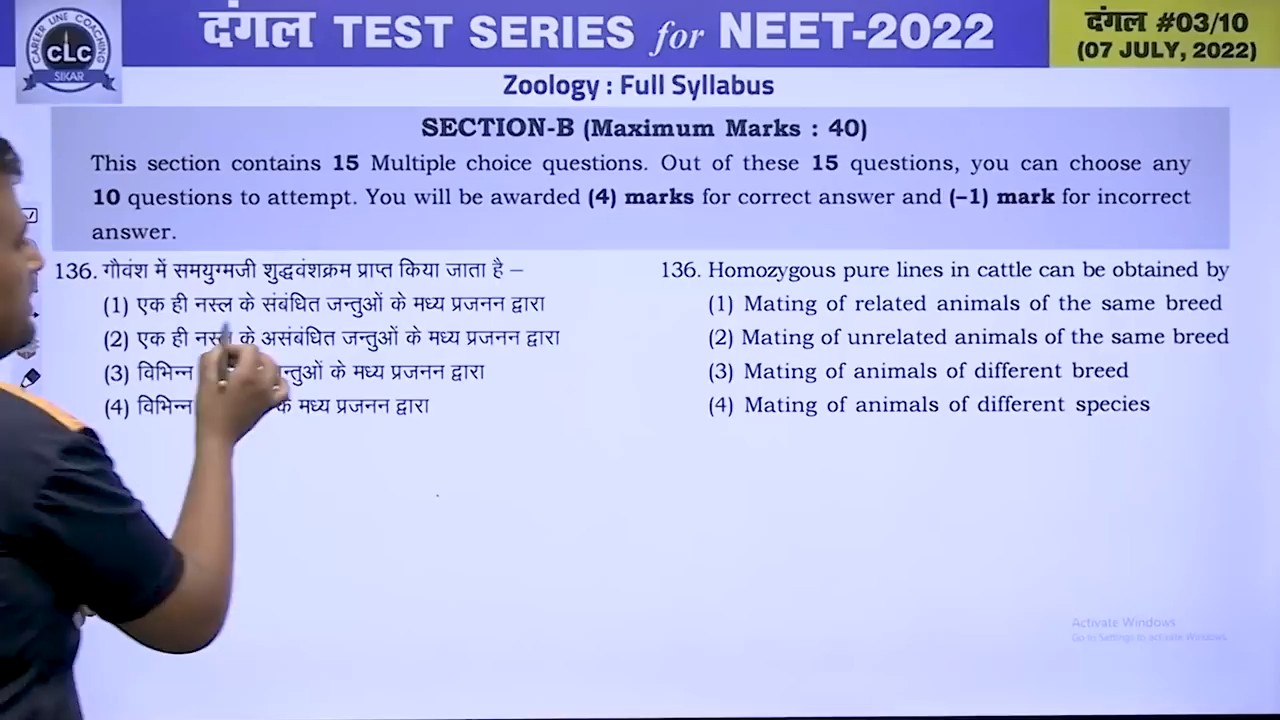 CAREER LINE COACHING
CLC
SIKAR
दंगल TEST SERIES for NEET-2022
दंगल #03/10
(07 JULY, 2022)
Zoology : Full Syllabus
SECTION-B (Maximum Marks : 40)
This section contains 15 Multiple choice questions. Out of these 15 questions, you can choose any
10 questions to attempt. You will be awarded (4) marks for correct answer and (–1) mark for incorrect
answer.
136. गौवंश में समयुग्मजी शुद्धवंशक्रम प्राप्त किया जाता है –
(1) एक ही नस्ल के संबंधित जन्तुओं के मध्य प्रजनन द्वारा
(2) एक ही नस्ल के असंबंधित जन्तुओं के मध्य प्रजनन द्वारा
(3) विभिन्न के मध्य प्रजनन द्वारा
(4) विभिन्न के मध्य प्रजनन द्वारा
136. Homozygous pure lines in cattle can be obtained by
(1) Mating of related animals of the same breed
(2) Mating of unrelated animals of the same breed
(3) Mating of animals of different breed
(4) Mating of animals of different species
Activate Windows
Go to Settings to activate Windows.